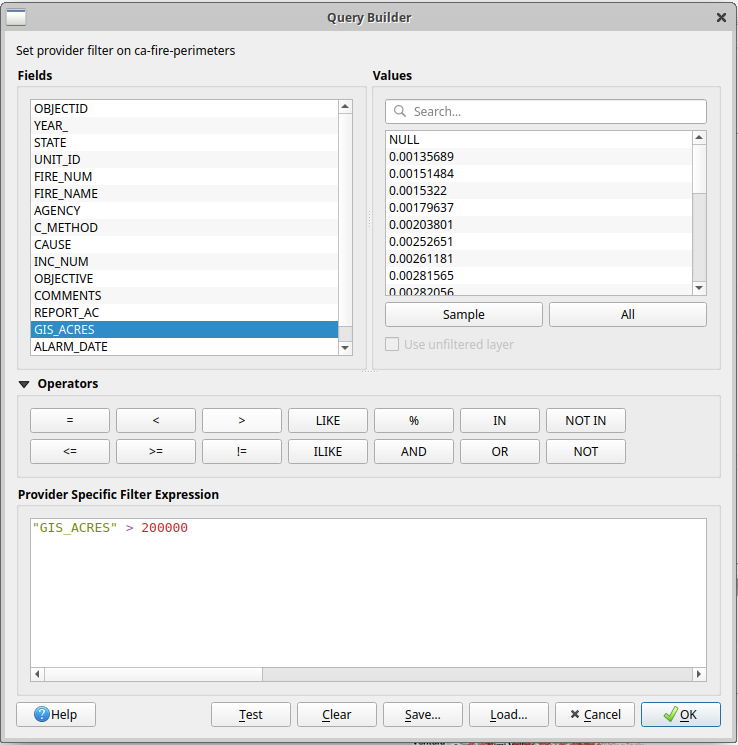 Query Builder
Set provider filter on ca-fire-perimeters
Fields
OBJECTID
YEAR_
STATE
UNIT_ID
FIRE_NUM
FIRE_NAME
AGENCY
C_METHOD
CAUSE
INC_NUM
OBJECTIVE
COMMENTS
REPORT_AC
GIS_ACRES
ALARM_DATE
Values
Search...
NULL
0.00135689
0.00151484
0.0015322
0.00179637
0.00203801
0.00252651
0.00261181
0.00281565
0.00282056
Sample All
Use unfiltered layer
Operators
= < > LIKE % IN NOT IN
<= >= != ILIKE AND OR NOT
Provider Specific Filter Expression
"GIS_ACRES" > 200000
Help Test Clear Save... Load... Cancel OK